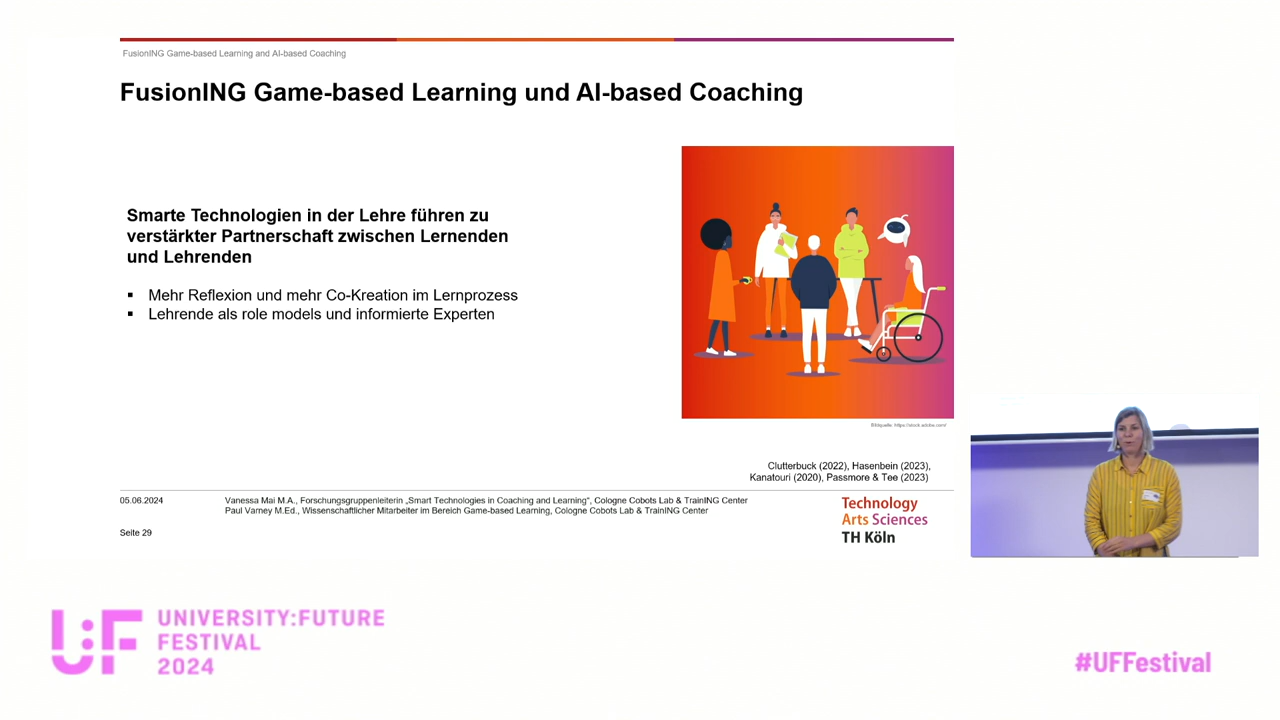 FusionING Game-based Learning and AI-based Coaching
FusionING Game-based Learning und AI-based Coaching
Smarte Technologien in der Lehre führen zu
verstärkter Partnerschaft zwischen Lernenden
und Lehrenden
▪ Mehr Reflexion und mehr Co-Kreation im Lernprozess
▪ Lehrende als role models und informierte Experten
Bildquelle: https://stock.adobe.com/
Clutterbuck (2022), Hasenbein (2023),
Kanatouri (2020), Passmore & Tee (2023)
05.06.2024
Vanessa Mai M.A., Forschungsgruppenleiterin „Smart Technologies in Coaching and Learning“, Cologne Cobots Lab & TrainING Center
Paul Varney M.Ed., Wissenschaftlicher Mitarbeiter im Bereich Game-based Learning, Cologne Cobots Lab & TrainING Center
Seite 29
Technology
Arts Sciences
TH Köln
U:F
UNIVERSITY:FUTURE
FESTIVAL
2024
#UFFestival